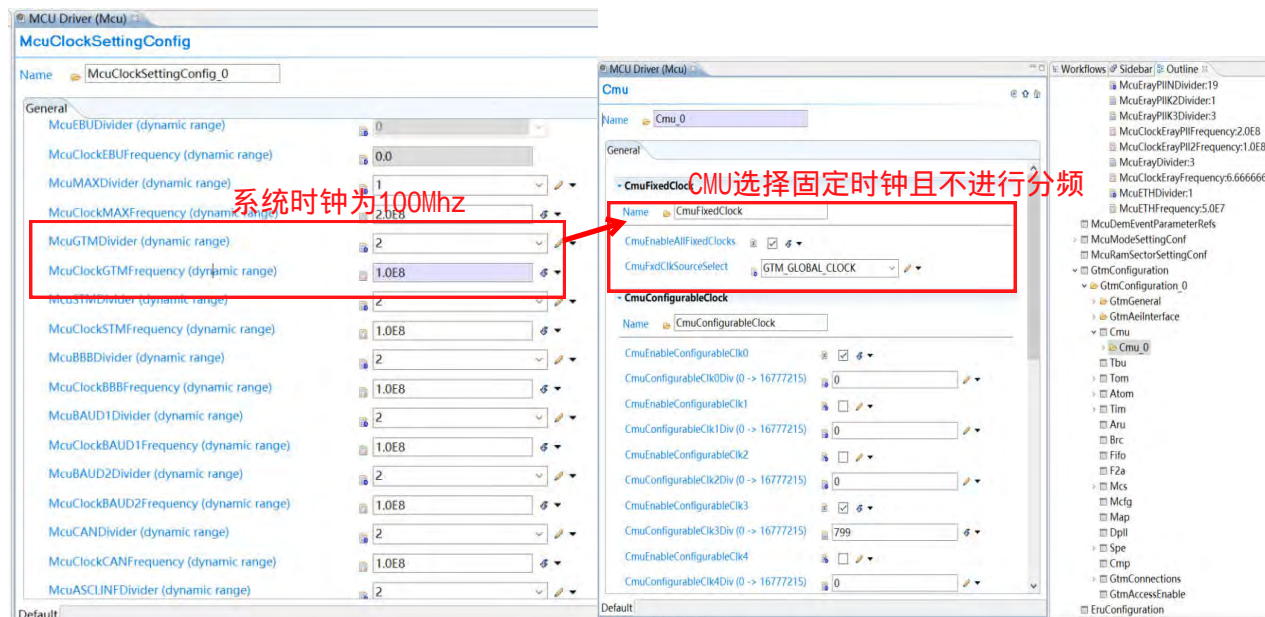 MCU Driver (Mcu)
McuClockSettingConfig
Name McuClockSettingConfig_0
General
McuEBUDivider (dynamic range) 0
McuClockEBUFrequency (dynamic range) 0.0
McuMAXDivider (dynamic range) 1
McuClockMAXFrequency (dynamic range) 2.0E8
系统时钟为100Mhz
McuGTMDivider (dynamic range) 2
McuClockGTMFrequency (dynamic range) 1.0E8
McuSTMDivider (dynamic range) 2
McuClockSTMFrequency (dynamic range) 1.0E8
McuBBBDivider (dynamic range) 2
McuClockBBBFrequency (dynamic range) 1.0E8
McuBAUD1Divider (dynamic range) 2
McuClockBAUD1Frequency (dynamic range) 1.0E8
McuBAUD2Divider (dynamic range) 2
McuClockBAUD2Frequency (dynamic range) 1.0E8
McuCANDivider (dynamic range) 2
McuClockCANFrequency (dynamic range) 1.0E8
McuASCLINFDivider (dynamic range) 2
Default
MCU Driver (Mcu)
Cmu
Name Cmu_0
General
CMU选择固定时钟且不进行分频
CmuFixedClock
Name CmuFixedClock
CmuEnableAllFixedClocks
CmuFxdClkSourceSelect GTM_GLOBAL_CLOCK
CmuConfigurableClock
Name CmuConfigurableClock
CmuEnableConfigurableClk0
CmuConfigurableClk0Div (0 -> 16777215) 0
CmuEnableConfigurableClk1
CmuConfigurableClk1Div (0 -> 16777215) 0
CmuEnableConfigurableClk2
CmuConfigurableClk2Div (0 -> 16777215) 0
CmuEnableConfigurableClk3
CmuConfigurableClk3Div (0 -> 16777215) 799
CmuEnableConfigurableClk4
CmuConfigurableClk4Div (0 -> 16777215) 0
Default
Workflows Sidebar Outline
McuErayPllNDivider:19
McuErayPllK2Divider:1
McuErayPllK3Divider:3
McuClockErayPllFrequency:2.0E8
McuClockErayPll2Frequency:1.0E8
McuErayDivider:3
McuClockErayFrequency:6.666666
McuETHDivider:1
McuETHFrequency:5.0E7
McuDemEventParameterRefs
McuModeSettingConf
McuRamSectorSettingConf
GtmConfiguration
GtmConfiguration_0
GtmGeneral
GtmAeiInterface
Cmu
Cmu_0
Tbu
Tom
Atom
Tim
Aru
Brc
Fifo
F2a
Mcs
Mcfg
Map
Dpll
Spe
Cmp
GtmConnections
GtmAccessEnable
EruConfiguration